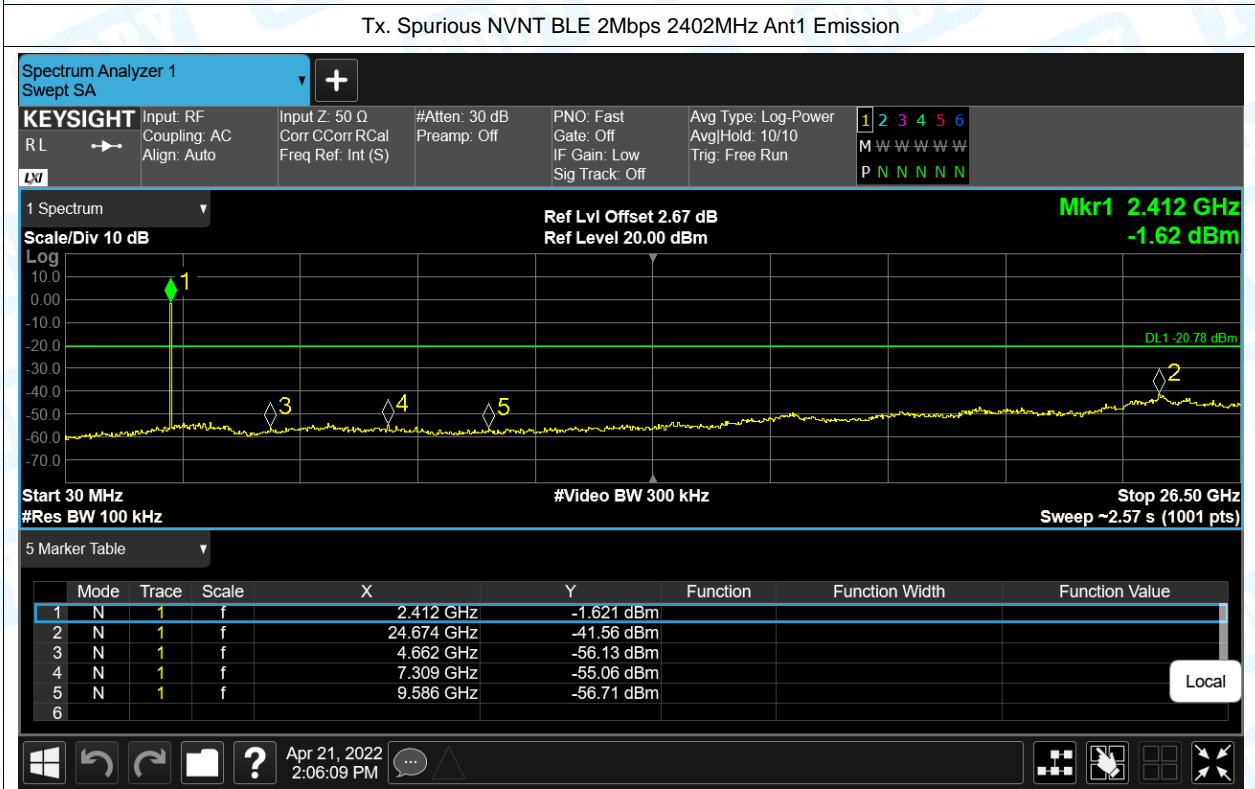 Tx. Spurious NVNT BLE 2Mbps 2402MHz Ant1 Emission
Spectrum Analyzer 1
Swept SA
KEYSIGHT
RL
LXI
Input: RF
Coupling: AC
Align: Auto
Input Z: 50 Ω
Corr CCorr RCal
Freq Ref: Int (S)
#Atten: 30 dB
Preamp: Off
PNO: Fast
Gate: Off
IF Gain: Low
Sig Track: Off
Avg Type: Log-Power
Avg|Hold: 10/10
Trig: Free Run
1 2 3 4 5 6
M W W W W W
P N N N N N
1 Spectrum
Scale/Div 10 dB
Ref Lvl Offset 2.67 dB
Ref Level 20.00 dBm
Mkr1 2.412 GHz
-1.62 dBm
Log
10.0
0.00
-10.0
-20.0
-30.0
-40.0
-50.0
-60.0
-70.0
1
DL1 -20.78 dBm
2
3
4
5
Start 30 MHz
#Res BW 100 kHz
#Video BW 300 kHz
Stop 26.50 GHz
Sweep ~2.57 s (1001 pts)
5 Marker Table
Mode Trace Scale X Y Function Function Width Function Value
1 N 1 f 2.412 GHz -1.621 dBm
2 N 1 f 24.674 GHz -41.56 dBm
3 N 1 f 4.662 GHz -56.13 dBm
4 N 1 f 7.309 GHz -55.06 dBm
5 N 1 f 9.586 GHz -56.71 dBm
6
Local
Apr 21, 2022
2:06:09 PM